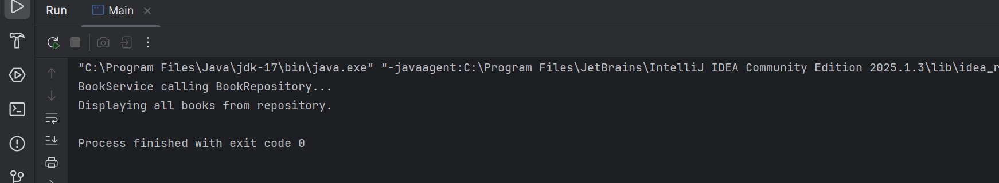 Run Main
"C:\Program Files\Java\jdk-17\bin\java.exe" "-javaagent:C:\Program Files\JetBrains\IntelliJ IDEA Community Edition 2025.1.3\lib\idea_r
BookService calling BookRepository...
Displaying all books from repository.
Process finished with exit code 0